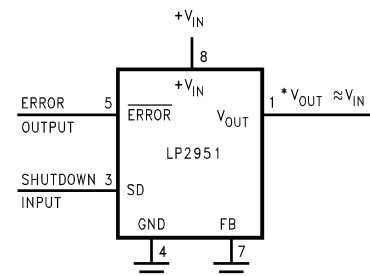 +VIN
8
+VIN
ERROR 5 ERROR VOUT 1 *VOUT ≈VIN
OUTPUT
LP2951
SHUTDOWN 3 SD
INPUT
GND FB
4 7